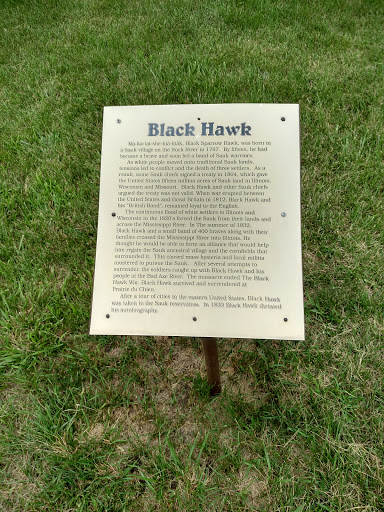 Black Hawk
Ma-ka-tai-she-kia-kiak, Black Sparrow Hawk, was born in
a Sauk village on the Rock River in 1767. By fifteen, he had
become a brave and soon led a band of Sauk warriors.
As white people moved onto traditional Sauk lands,
tensions led to conflict and the death of three settlers. As a
result, some Sauk chiefs signed a treaty in 1804, which gave
the United States fifteen million acres of Sauk land in Illinois,
Wisconsin and Missouri. Black Hawk and other Sauk chiefs
argued the treaty was not valid. When war erupted between
the United States and Great Britain in 1812, Black Hawk and
his "British Band", remained loyal to the English.
The continuous flood of white settlers to Illinois and
Wisconsin in the 1820's forced the Sauk from their lands and
across the Mississippi River. In The summer of 1832,
Black Hawk and a small band of 400 braves along with their
families crossed the Mississippi River into Illinois. He
thought he would be able to form an alliance that would help
him regain the Sauk ancestral village and the cornfields that
surrounded it. This caused mass hysteria and local militia
mustered to pursue the Sauk. After several attempts to
surrender, the soldiers caught up with Black Hawk and his
people at the Bad Axe River. The massacre ended The Black
Hawk War. Black Hawk survived and surrendered at
Prairie du Chien.
After a tour of cities in the eastern United States, Black Hawk
was taken to the Sauk reservation. In 1833 Black Hawk dictated
his autobiography.